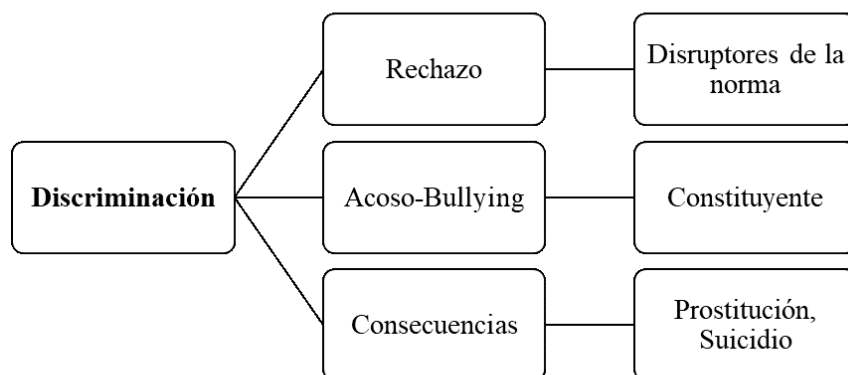 Rechazo
Disruptores de la
norma
Discriminación
Acoso-Bullying
Constituyente
Consecuencias
Prostitución,
Suicidio